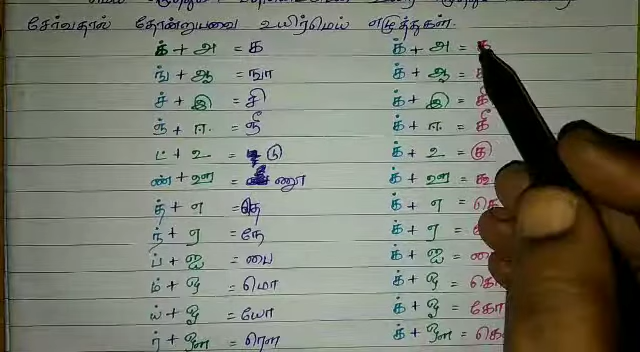 சேர்வதால் தோன்றுபவை உயிர்மெய் எழுத்துகள்.
க் + அ = க க் + அ =
ங் + ஆ = ஙா க் + ஆ =
ச் + இ = சி க் + இ = கி
ஞ் + ஈ = ஞீ க் + ஈ = கீ
ட் + உ = டு க் + உ = கு
ண் + ஊ = ணூ க் + ஊ = கூ
த் + எ = தெ க் + எ =
ந் + ஏ = நே க் + ஏ =
ப் + ஐ = பை க் + ஐ =
ம் + ஒ = மொ க் + ஒ =
ய் + ஓ = யோ க் + ஓ = கோ
ர் + ஔ = ரௌ க் + ஔ =